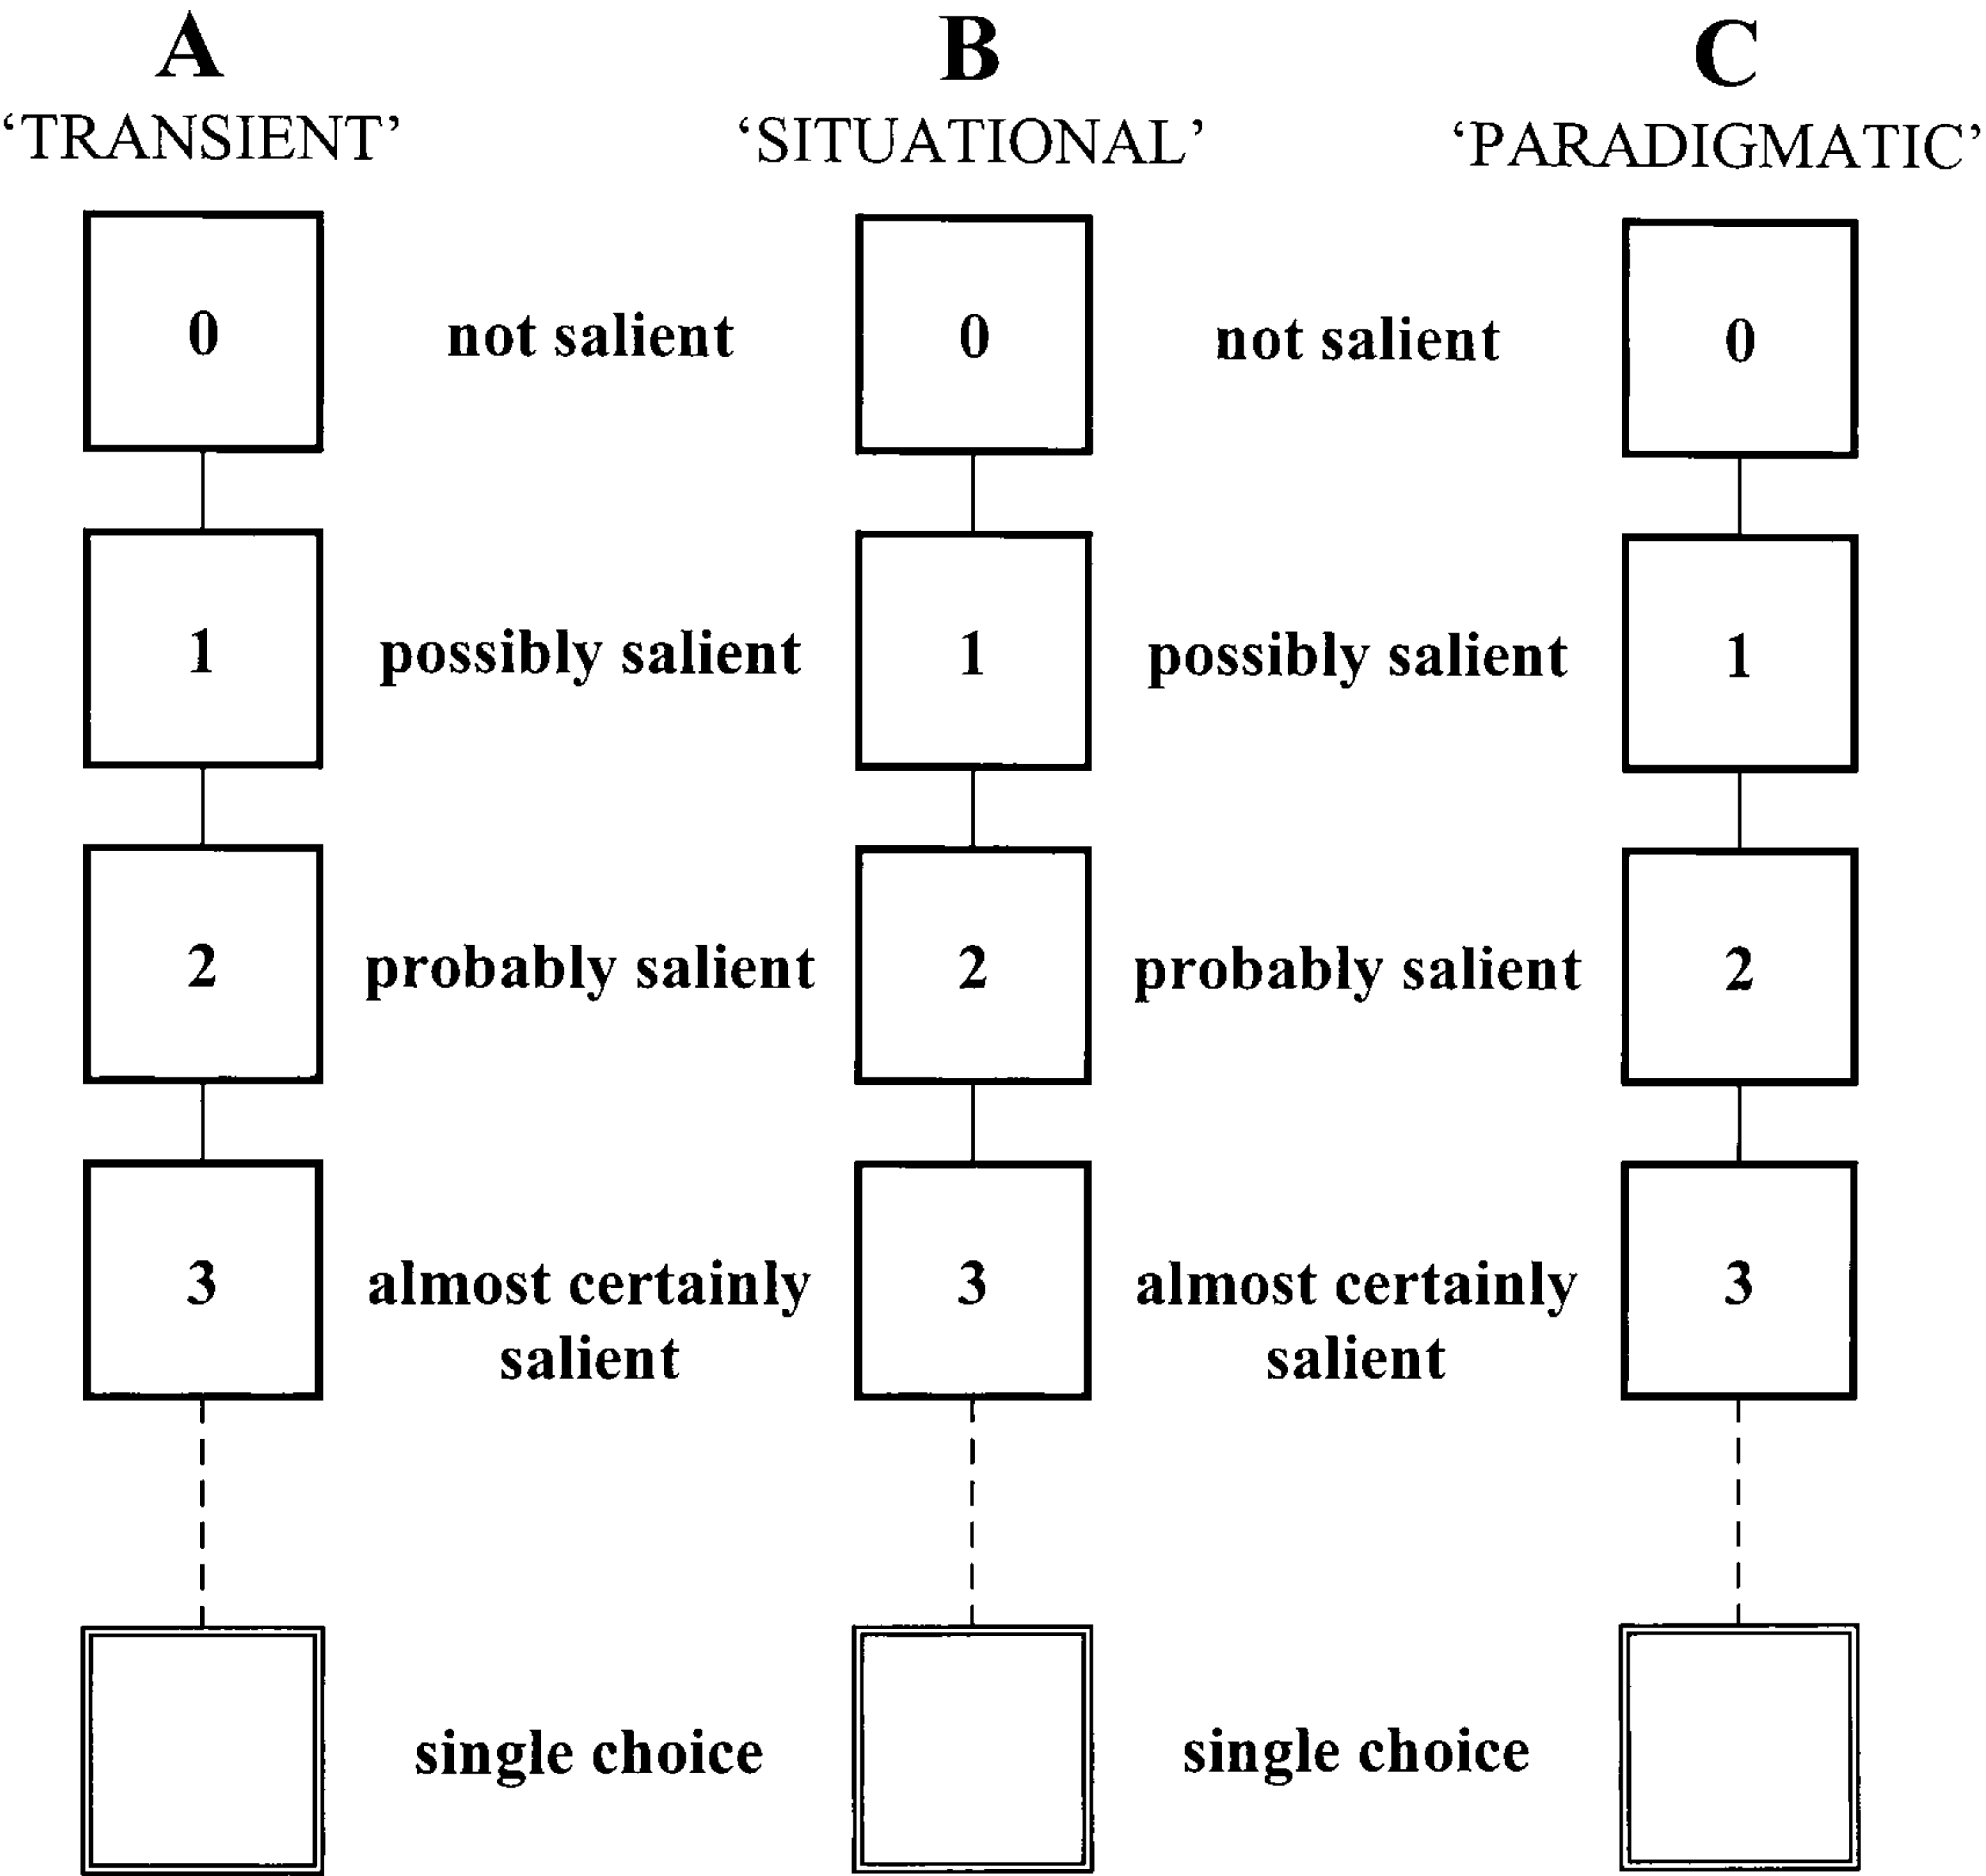 A B C
‘TRANSIENT’ ‘SITUATIONAL’ ‘PARADIGMATIC’
0 not salient 0 not salient 0
1 possibly salient 1 possibly salient 1
2 probably salient 2 probably salient 2
3 almost certainly 3 almost certainly 3
salient salient
single choice single choice